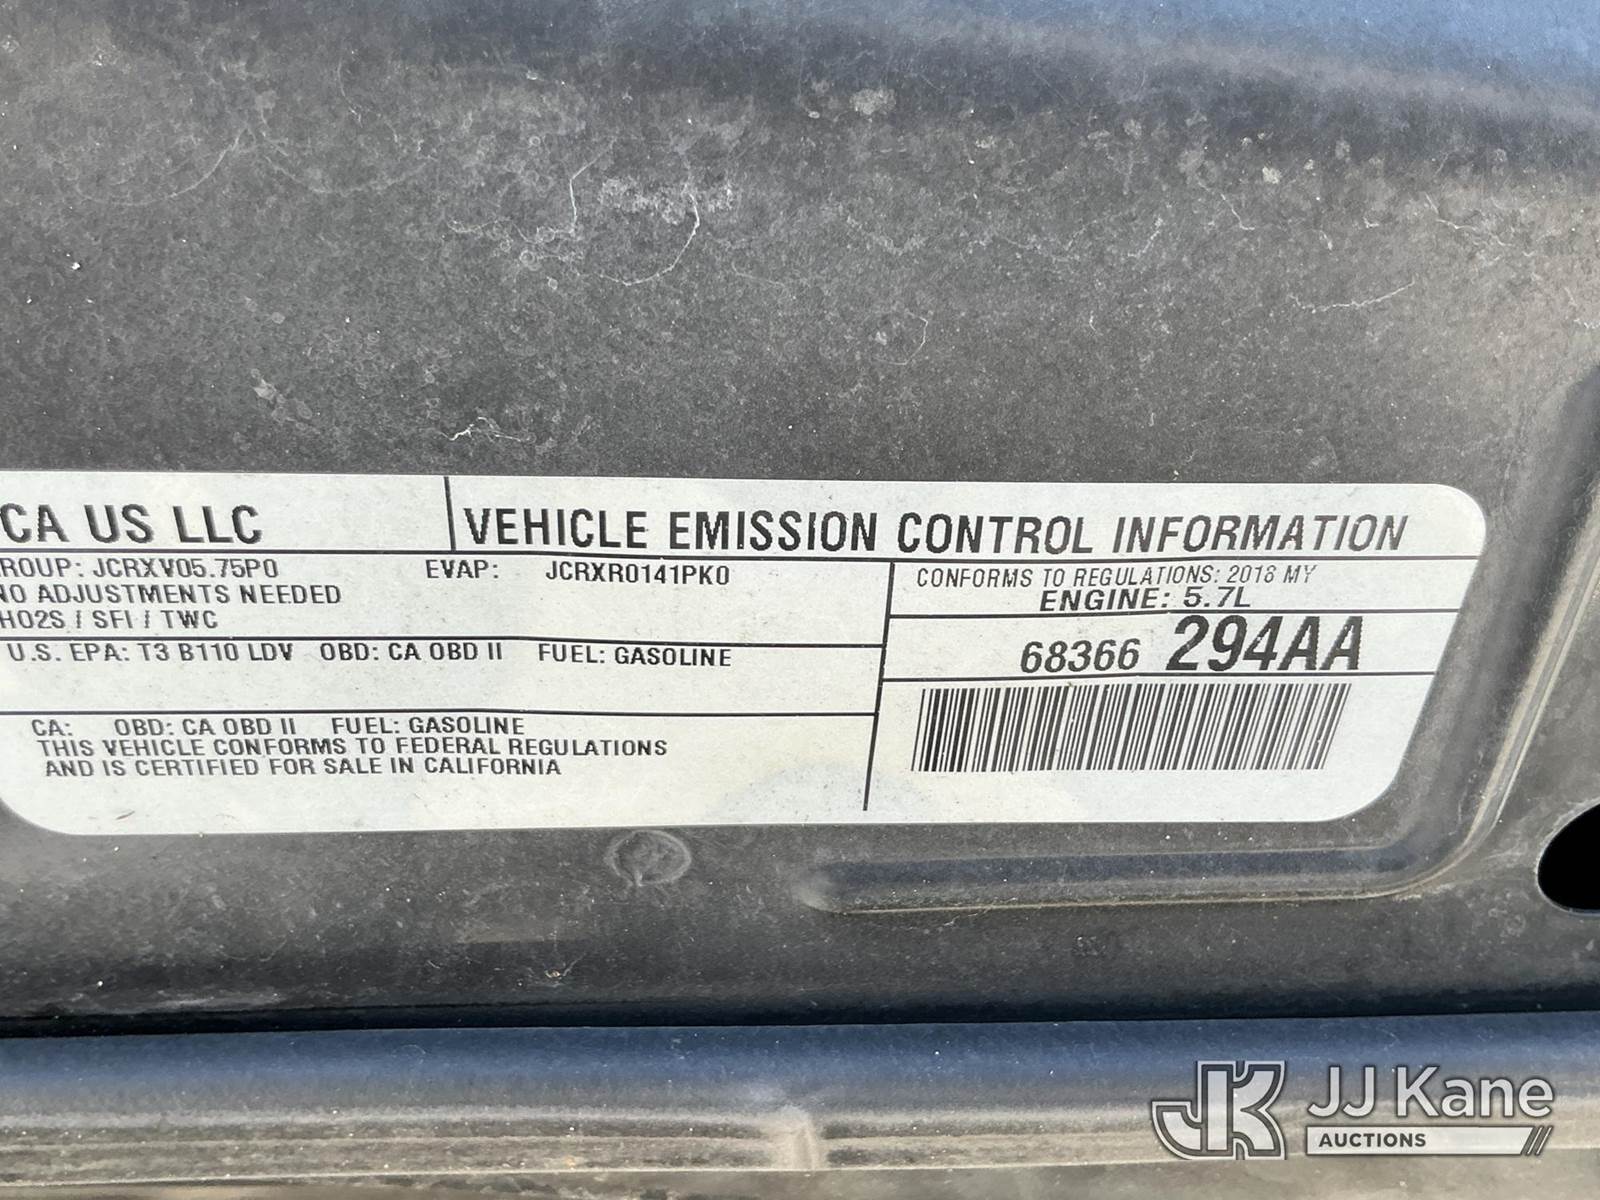 CA US LLC VEHICLE EMISSION CONTROL INFORMATION
ROUP: JCRXV05.75P0 EVAP: JCRXR0141PK0
NO ADJUSTMENTS NEEDED
HO2S / SFI / TWC
CONFORMS TO REGULATIONS: 2018 MY
ENGINE: 5.7L
U.S. EPA: T3 B110 LDV OBD: CA OBD II FUEL: GASOLINE
68366 294AA
CA: OBD: CA OBD II FUEL: GASOLINE
THIS VEHICLE CONFORMS TO FEDERAL REGULATIONS
AND IS CERTIFIED FOR SALE IN CALIFORNIA
JK JJ Kane
AUCTIONS